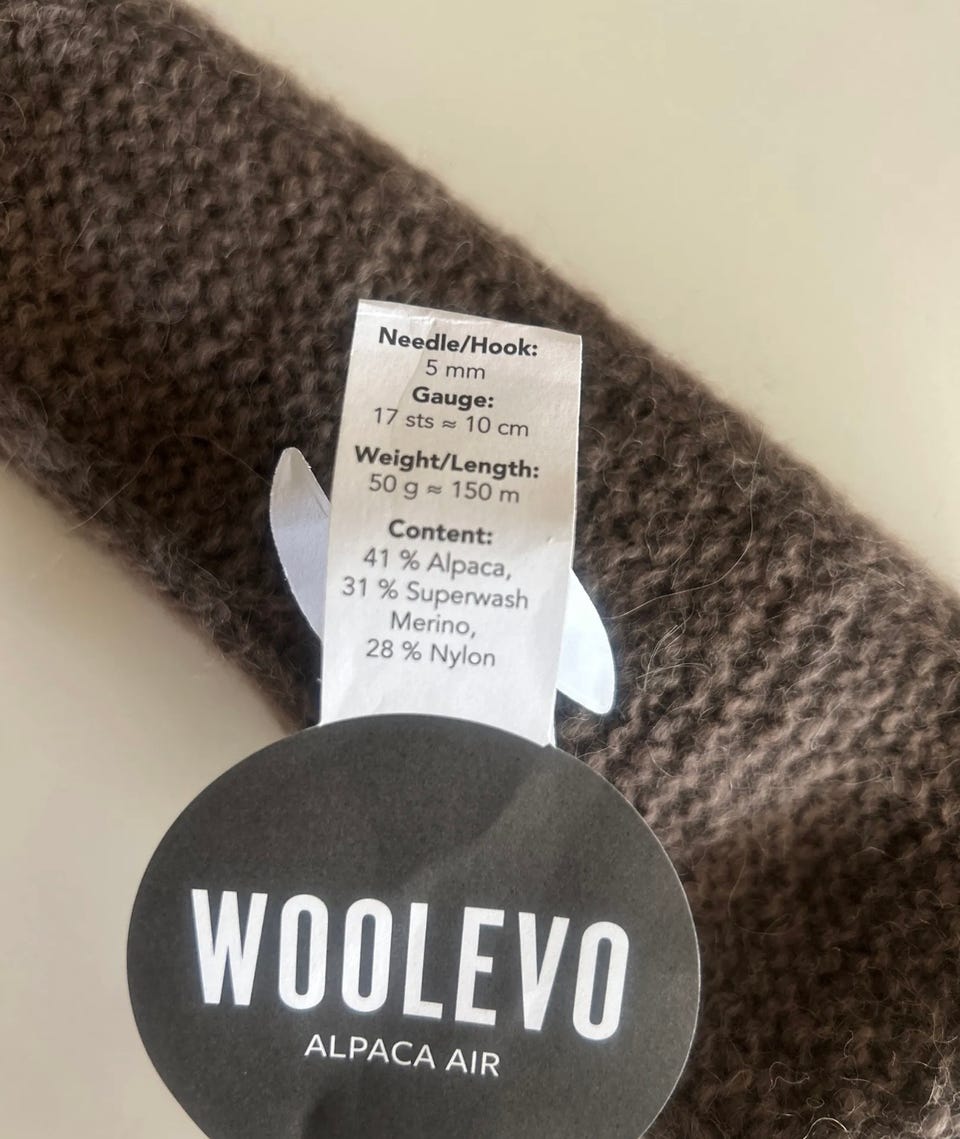 Needle/Hook:
5 mm
Gauge:
17 sts ≈ 10 cm
Weight/Length:
50 g ≈ 150 m
Content:
41 % Alpaca,
31 % Superwash
Merino,
28 % Nylon
WOOLEVO
ALPACA AIR